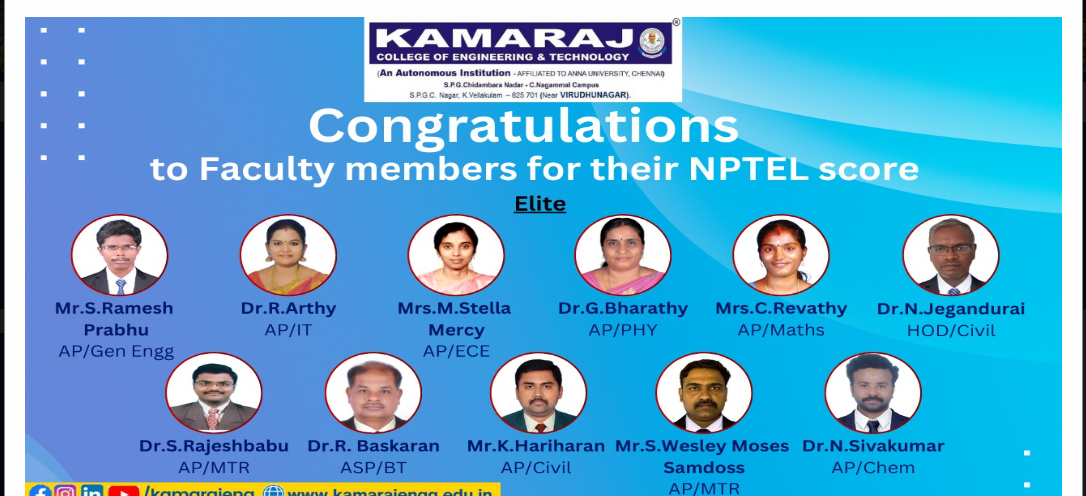 KAMARAJ
®
COLLEGE OF ENGINEERING & TECHNOLOGY
(An Autonomous Institution - AFFILIATED TO ANNA UNIVERSITY, CHENNAI)
S.P.G.Chidambara Nadar - C.Nagammal Campus
S.P.G.C. Nagar, K.Vellakulam – 625 701 (Near VIRUDHUNAGAR).
Congratulations
to Faculty members for their NPTEL score
Elite
Mr.S.Ramesh
Prabhu
AP/Gen Engg
Dr.R.Arthy
AP/IT
Mrs.M.Stella
Mercy
AP/ECE
Dr.G.Bharathy
AP/PHY
Mrs.C.Revathy
AP/Maths
Dr.N.Jegandurai
HOD/Civil
Dr.S.Rajeshbabu
AP/MTR
Dr.R. Baskaran
ASP/BT
Mr.K.Hariharan
AP/Civil
Mr.S.Wesley Moses
Samdoss
AP/MTR
Dr.N.Sivakumar
AP/Chem
/kamarajeng www.kamarajengg.edu.in